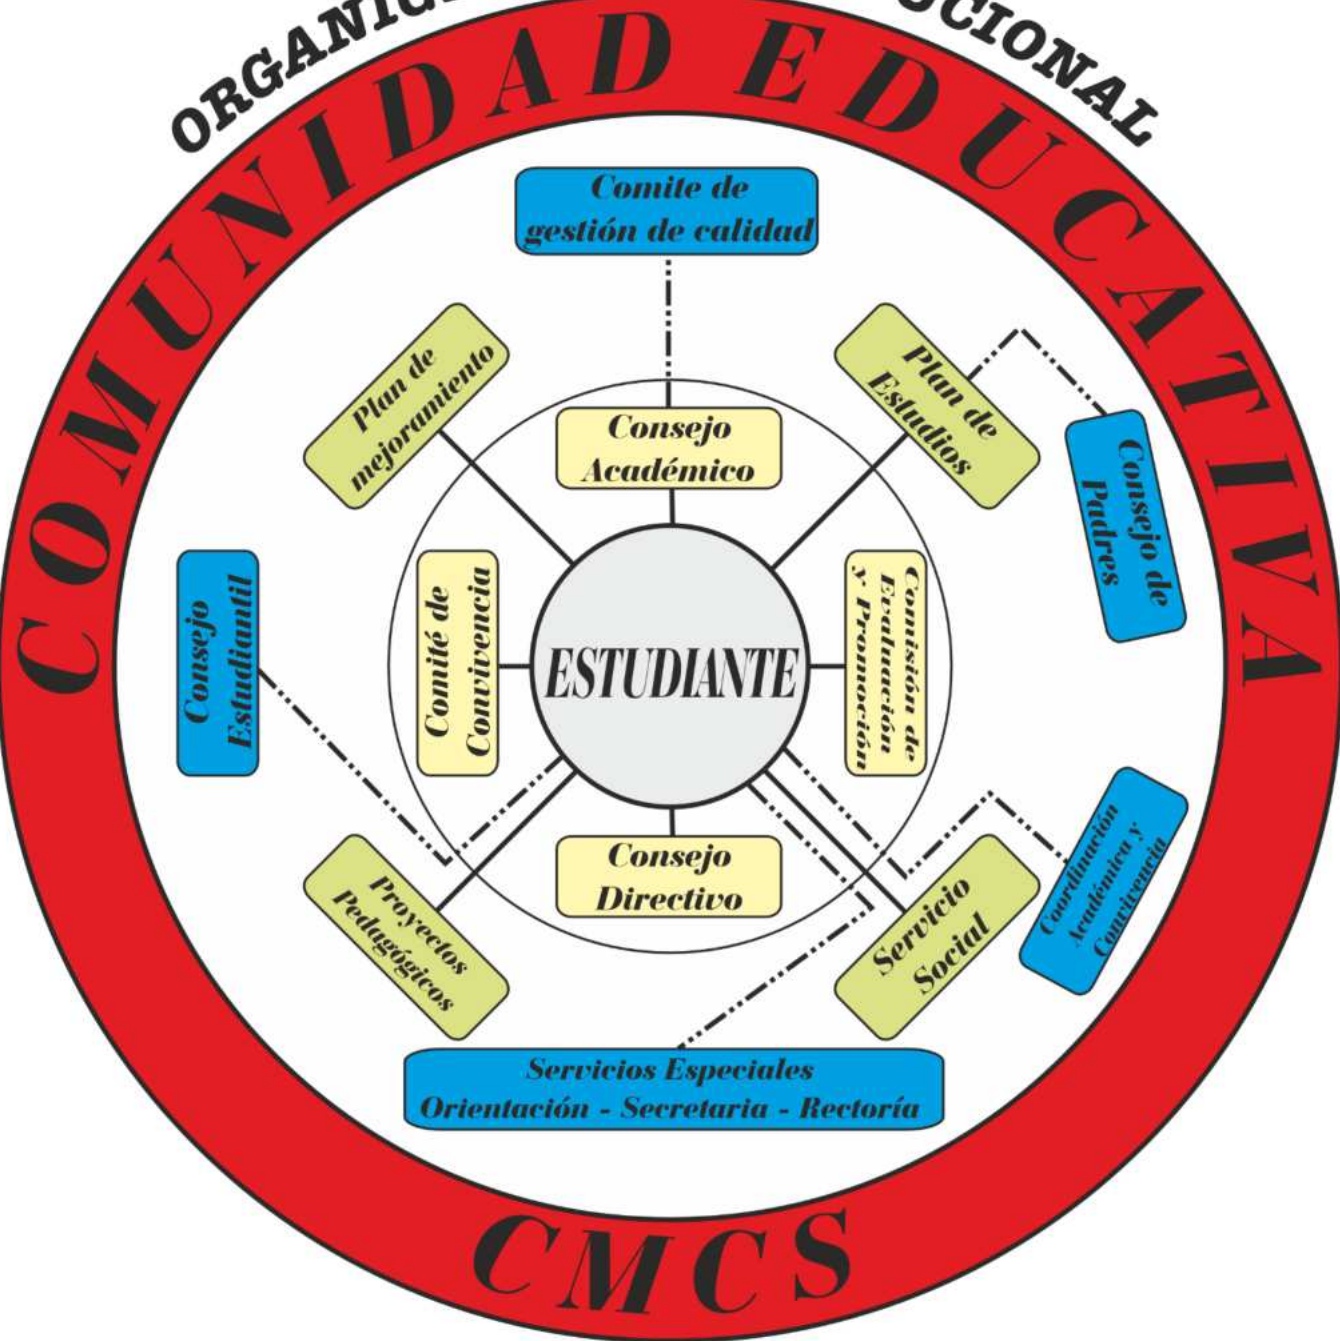 COMUNIDAD EDUCATIVA
Comite de
gestión de calidad
Plan de
mejoramiento
Plan de
Estudios
Consejo
Académico
Consejo de
Padres
Consejo
Estudiantil
Comité de
Convivencia
ESTUDIANTE
Comisión de
Evaluación
y Promoción
Consejo
Directivo
Proyectos
Pedagógicos
Servicio
Social
Coordinación
Académica y
Convivencia
Servicios Especiales
Orientación - Secretaria - Rectoría
CMCS